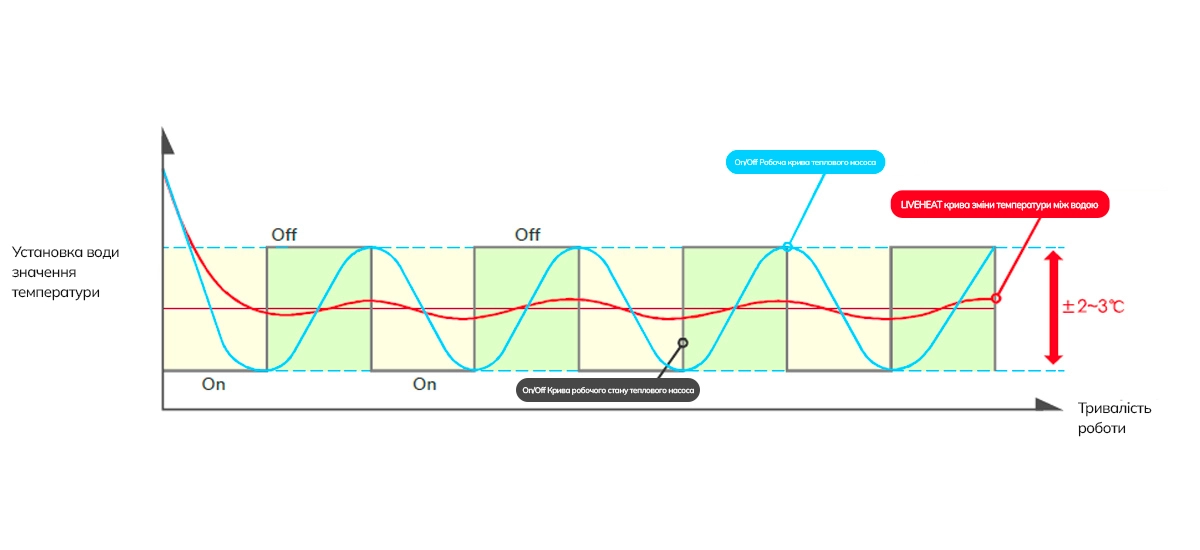 On/Off Робоча крива теплового насоса
LIVEHEAT крива зміни температури між водою
Off
Off
Установка води
значення
температури
±2~3℃
On
On
On/Off Крива робочого стану теплового насоса
Тривалість
роботи